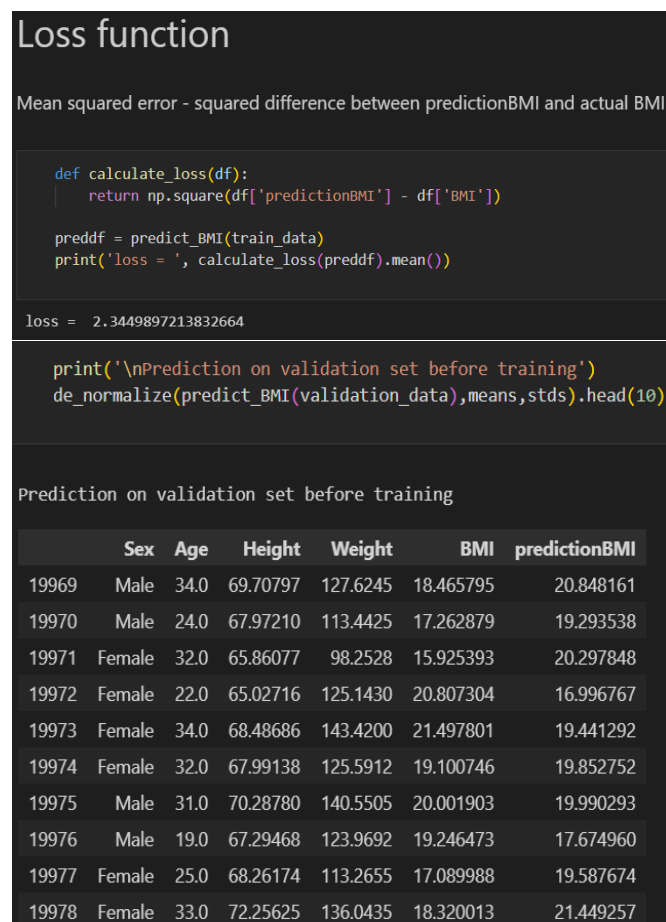 Loss function
Mean squared error - squared difference between predictionBMI and actual BMI
def calculate_loss(df):
    return np.square(df['predictionBMI'] - df['BMI'])
preddf = predict_BMI(train_data)
print('loss = ', calculate_loss(preddf).mean())
loss =  2.3449897213832664
print('\nPrediction on validation set before training')
de_normalize(predict_BMI(validation_data),means,stds).head(10)
Prediction on validation set before training
Sex Age Height Weight BMI predictionBMI
19969 Male 34.0 69.70797 127.6245 18.465795 20.848161
19970 Male 24.0 67.97210 113.4425 17.262879 19.293538
19971 Female 32.0 65.86077 98.2528 15.925393 20.297848
19972 Female 22.0 65.02716 125.1430 20.807304 16.996767
19973 Female 34.0 68.48686 143.4200 21.497801 19.441292
19974 Female 32.0 67.99138 125.5912 19.100746 19.852752
19975 Male 31.0 70.28780 140.5505 20.001903 19.990293
19976 Male 19.0 67.29468 123.9692 19.246473 17.674960
19977 Female 25.0 68.26174 113.2655 17.089988 19.587674
19978 Female 33.0 72.25625 136.0435 18.320013 21.449257